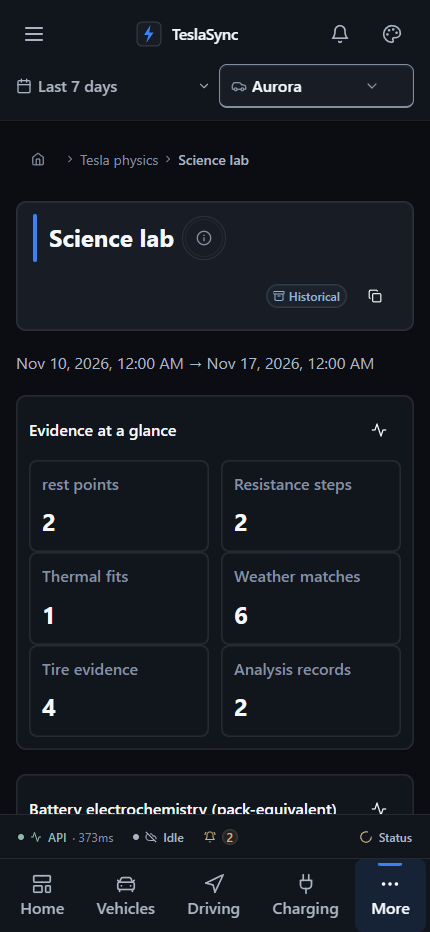 TeslaSync
Last 7 days
Aurora
Tesla physics
Science lab
Science lab
Historical
Nov 10, 2026, 12:00 AM → Nov 17, 2026, 12:00 AM
Evidence at a glance
rest points
2
Resistance steps
2
Thermal fits
1
Weather matches
6
Tire evidence
4
Analysis records
2
Battery electrochemistry (pack-equivalent)
API · 373ms
Idle
2
Status
Home
Vehicles
Driving
Charging
More